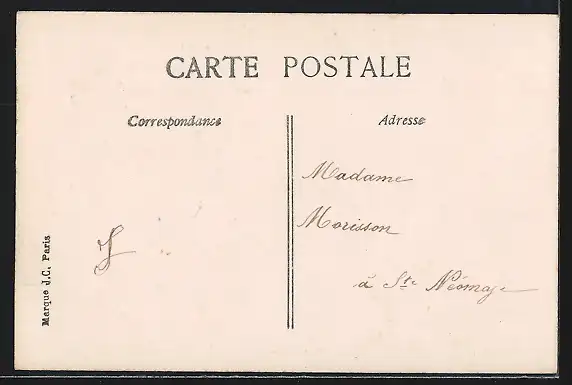 CARTE POSTALE
Correspondance
Adresse
Madame
Morisson
à Ste Néomaye
J
Marque J.C. Paris